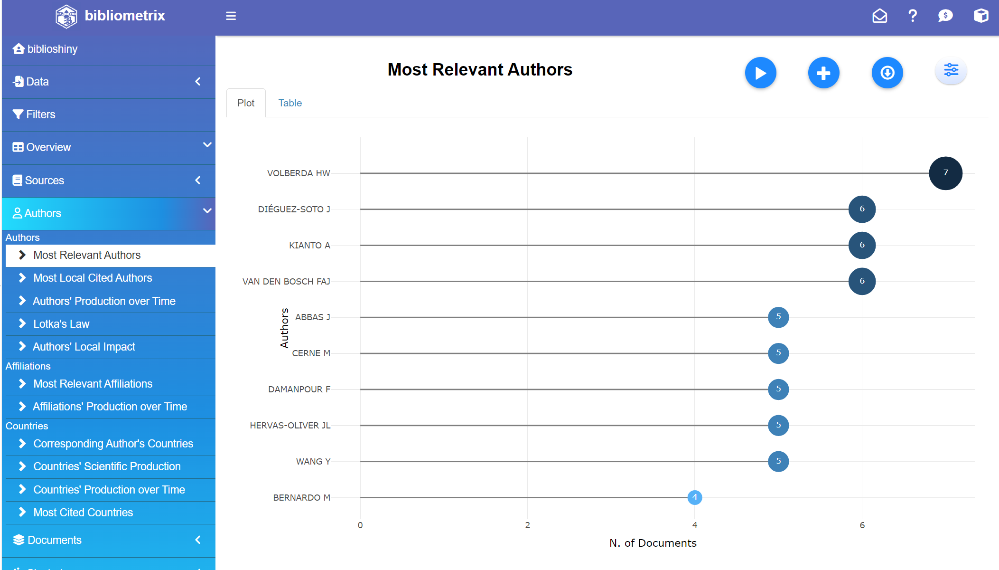 bibliometrix
biblioshiny
Data
Filters
Overview
Sources
Authors
Authors
Most Relevant Authors
Most Local Cited Authors
Authors' Production over Time
Lotka's Law
Authors' Local Impact
Affiliations
Most Relevant Affiliations
Affiliations' Production over Time
Countries
Corresponding Author's Countries
Countries' Scientific Production
Countries' Production over Time
Most Cited Countries
Documents
Most Relevant Authors
Plot Table
VOLBERDA HW 7
DIÉGUEZ-SOTO J 6
KIANTO A 6
VAN DEN BOSCH FAJ 6
ABBAS J 5
CERNE M 5
DAMANPOUR F 5
HERVAS-OLIVER JL 5
WANG Y 5
BERNARDO M 4
Authors
0 2 4 6
N. of Documents